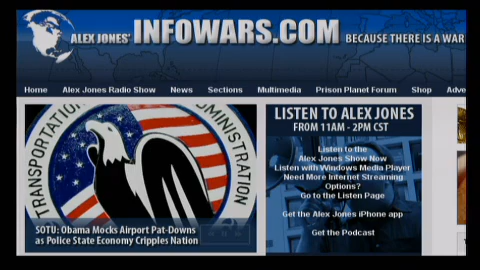 ALEX JONES' INFOWARS.COM BECAUSE THERE IS A WAR
Home Alex Jones Radio Show News Sections Multimedia Prison Planet Forum Shop Adve
TRANSPORTATION ADMINISTRATION
SOTU: Obama Mocks Airport Pat-Downs
as Police State Economy Cripples Nation
LISTEN TO ALEX JONES
FROM 11AM - 2PM CST
Listen to the
Alex Jones Show Now
Listen with Windows Media Player
Need More Internet Streaming
Options?
Go to the Listen Page
Get the Alex Jones iPhone app
Get the Podcast